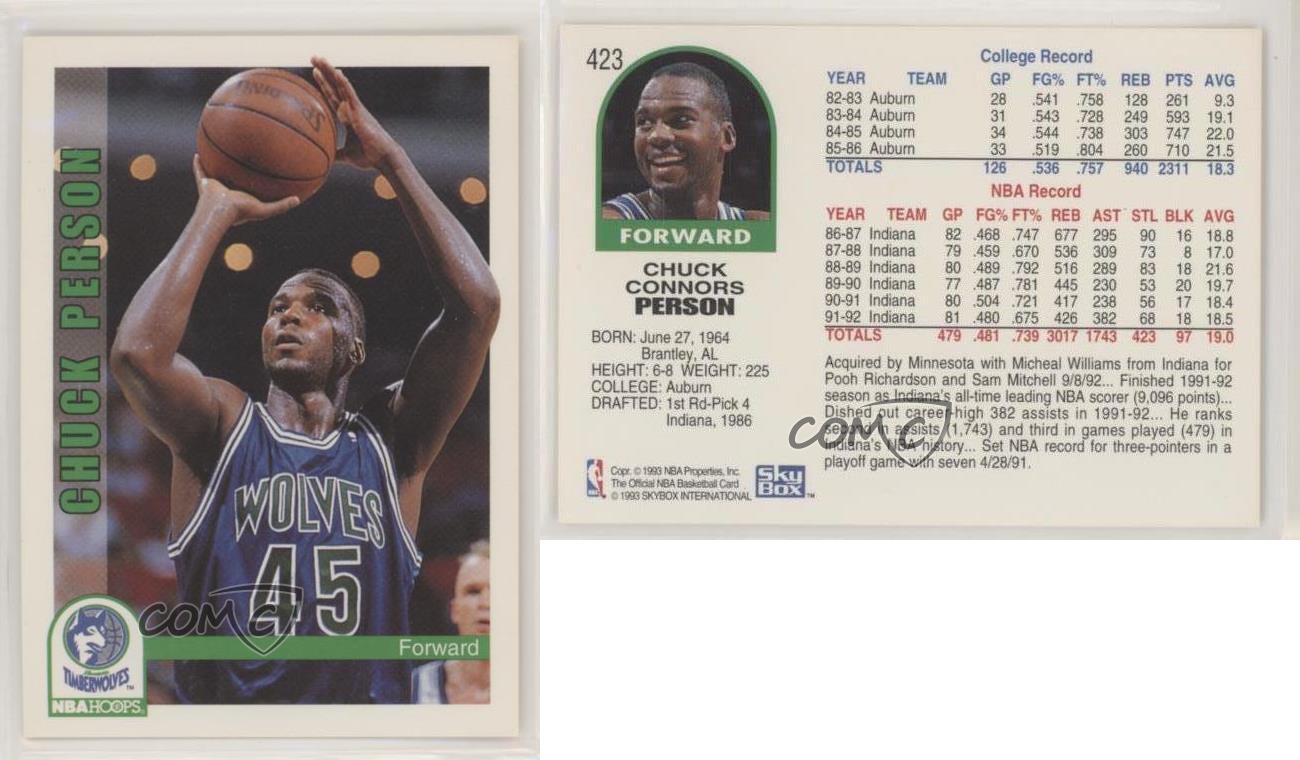 CHUCK PERSON
WOLVES
45
Forward
TIMBERWOLVES ™
NBA HOOPS
COMC
423
FORWARD
CHUCK
CONNORS
PERSON
BORN: June 27, 1964
Brantley, AL
HEIGHT: 6-8 WEIGHT: 225
COLLEGE: Auburn
DRAFTED: 1st Rd-Pick 4
Indiana, 1986
NBA
Copr. © 1993 NBA Properties, Inc.
The Official NBA Basketball Card
© 1993 SKYBOX INTERNATIONAL
Sky
Box ™
College Record
YEAR TEAM GP FG% FT% REB PTS AVG
82-83 Auburn 28 .541 .758 128 261 9.3
83-84 Auburn 31 .543 .728 249 593 19.1
84-85 Auburn 34 .544 .738 303 747 22.0
85-86 Auburn 33 .519 .804 260 710 21.5
TOTALS 126 .536 .757 940 2311 18.3
NBA Record
YEAR TEAM GP FG% FT% REB AST STL BLK AVG
86-87 Indiana 82 .468 .747 677 295 90 16 18.8
87-88 Indiana 79 .459 .670 536 309 73 8 17.0
88-89 Indiana 80 .489 .792 516 289 83 18 21.6
89-90 Indiana 77 .487 .781 445 230 53 20 19.7
90-91 Indiana 80 .504 .721 417 238 56 17 18.4
91-92 Indiana 81 .480 .675 426 382 68 18 18.5
TOTALS 479 .481 .739 3017 1743 423 97 19.0
Acquired by Minnesota with Micheal Williams from Indiana for
Pooh Richardson and Sam Mitchell 9/8/92... Finished 1991-92
season as Indiana's all-time leading NBA scorer (9,096 points)...
Dished out career-high 382 assists in 1991-92... He ranks
second in assists (1,743) and third in games played (479) in
Indiana's NBA history... Set NBA record for three-pointers in a
playoff game with seven 4/28/91.
COMC